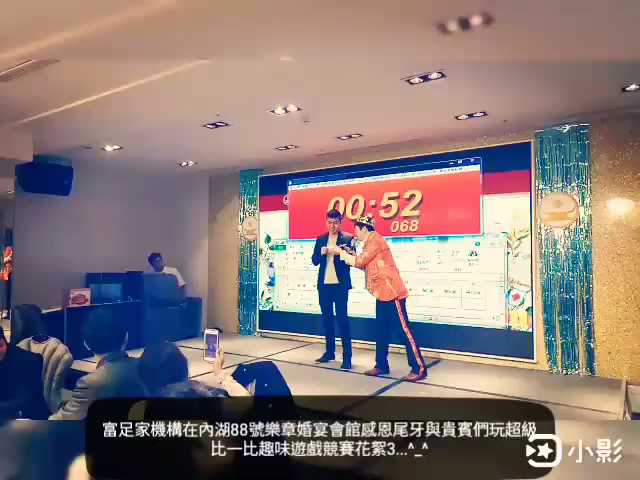 00:52
068
富足家機構在內湖88號樂章婚宴會館感恩尾牙與貴賓們玩超級
比一比趣味遊戲競賽花絮3...^_^
小影